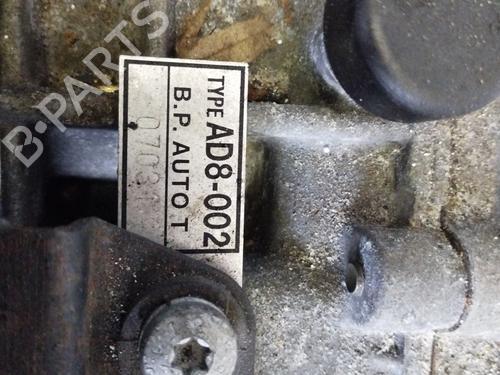 B-PARTS
TYPE AD8-002
B.P. AUTO T